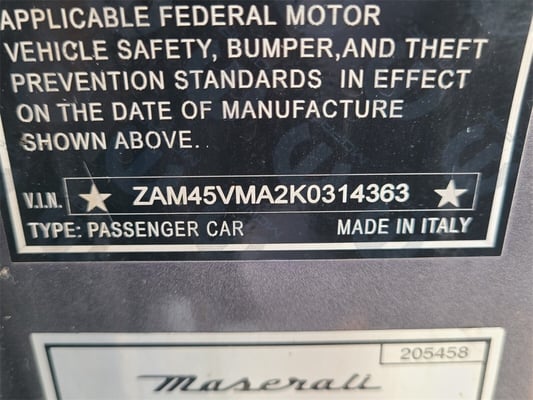 APPLICABLE FEDERAL MOTOR
VEHICLE SAFETY, BUMPER,AND THEFT
PREVENTION STANDARDS IN EFFECT
ON THE DATE OF MANUFACTURE
SHOWN ABOVE.
V.I.N. ★ ZAM45VMA2K0314363 ★
TYPE: PASSENGER CAR MADE IN ITALY
205458
Maserati